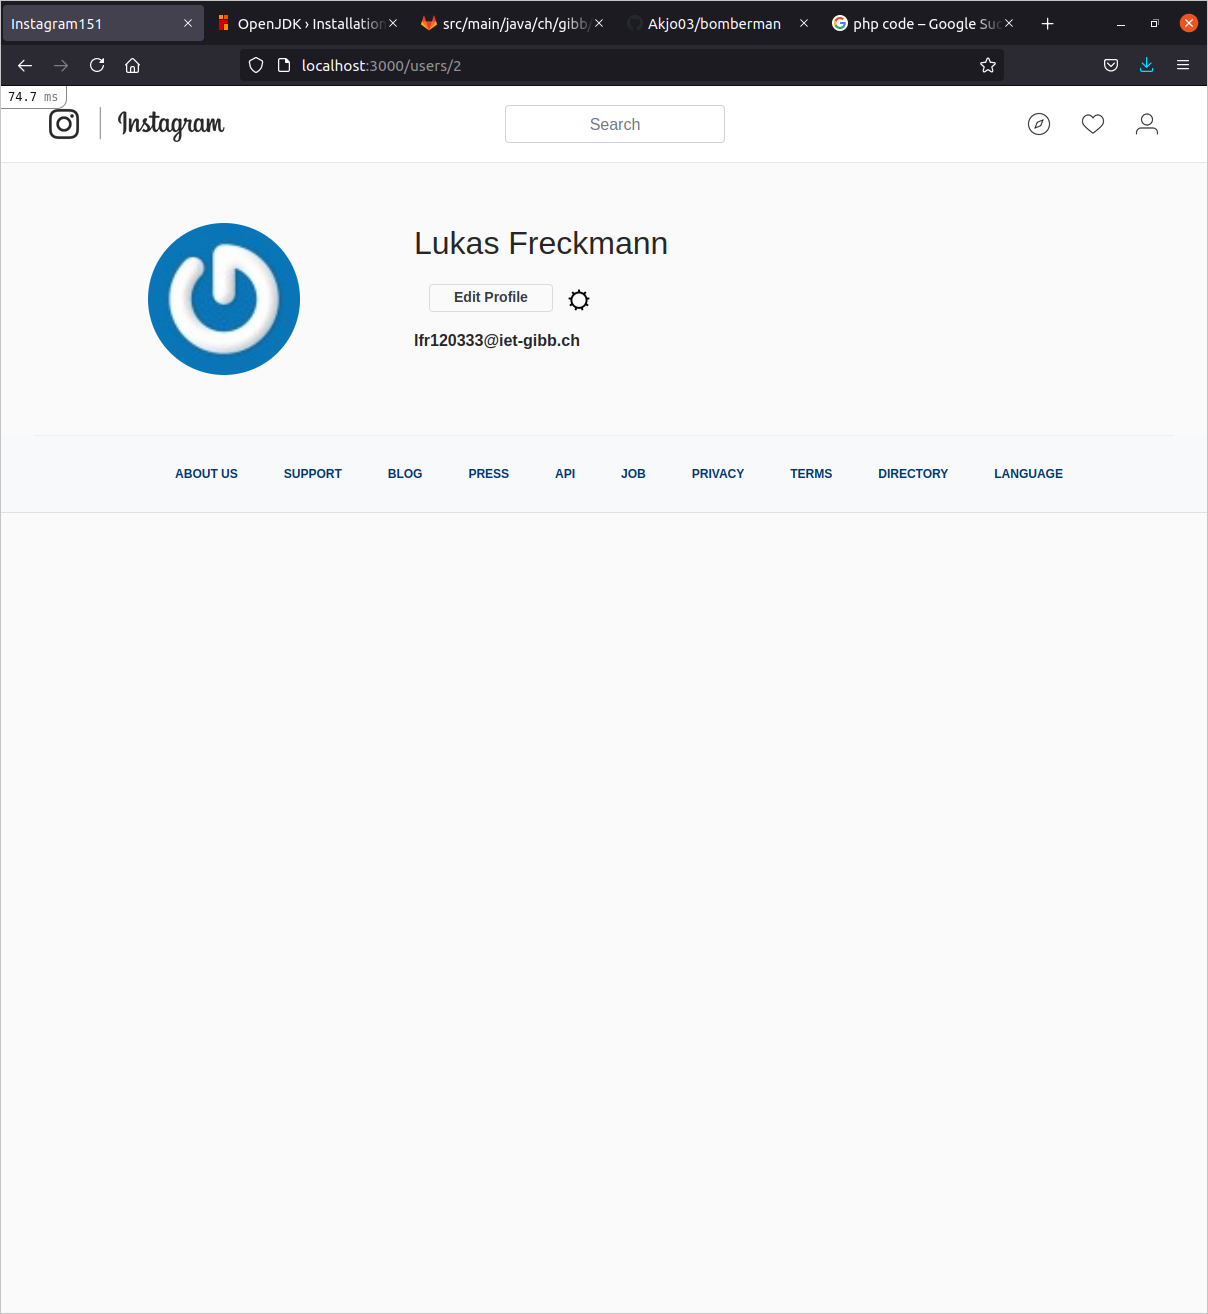 Instagram151
OpenJDK › Installation
src/main/java/ch/gibb/
Akjo03/bomberman
php code – Google Suc
localhost:3000/users/2
74.7 ms
Instagram
Search
Lukas Freckmann
Edit Profile
lfr120333@iet-gibb.ch
ABOUT US SUPPORT BLOG PRESS API JOB PRIVACY TERMS DIRECTORY LANGUAGE